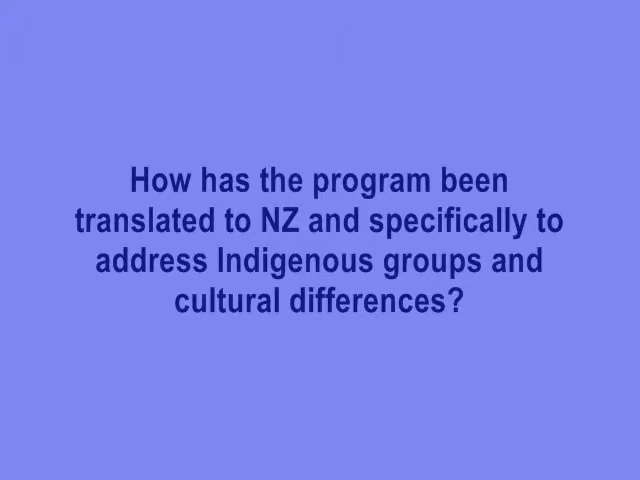 How has the program been
translated to NZ and specifically to
address Indigenous groups and
cultural differences?